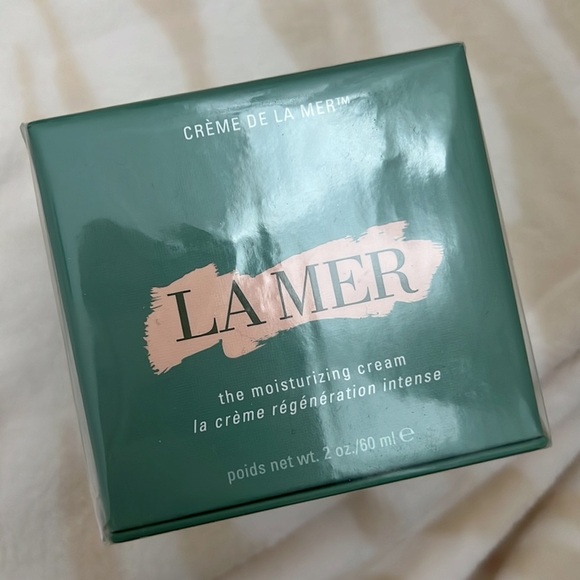 CRÈME DE LA MER™
LA MER
the moisturizing cream
la crème régénération intense
poids net wt. 2 oz./60 ml ℮